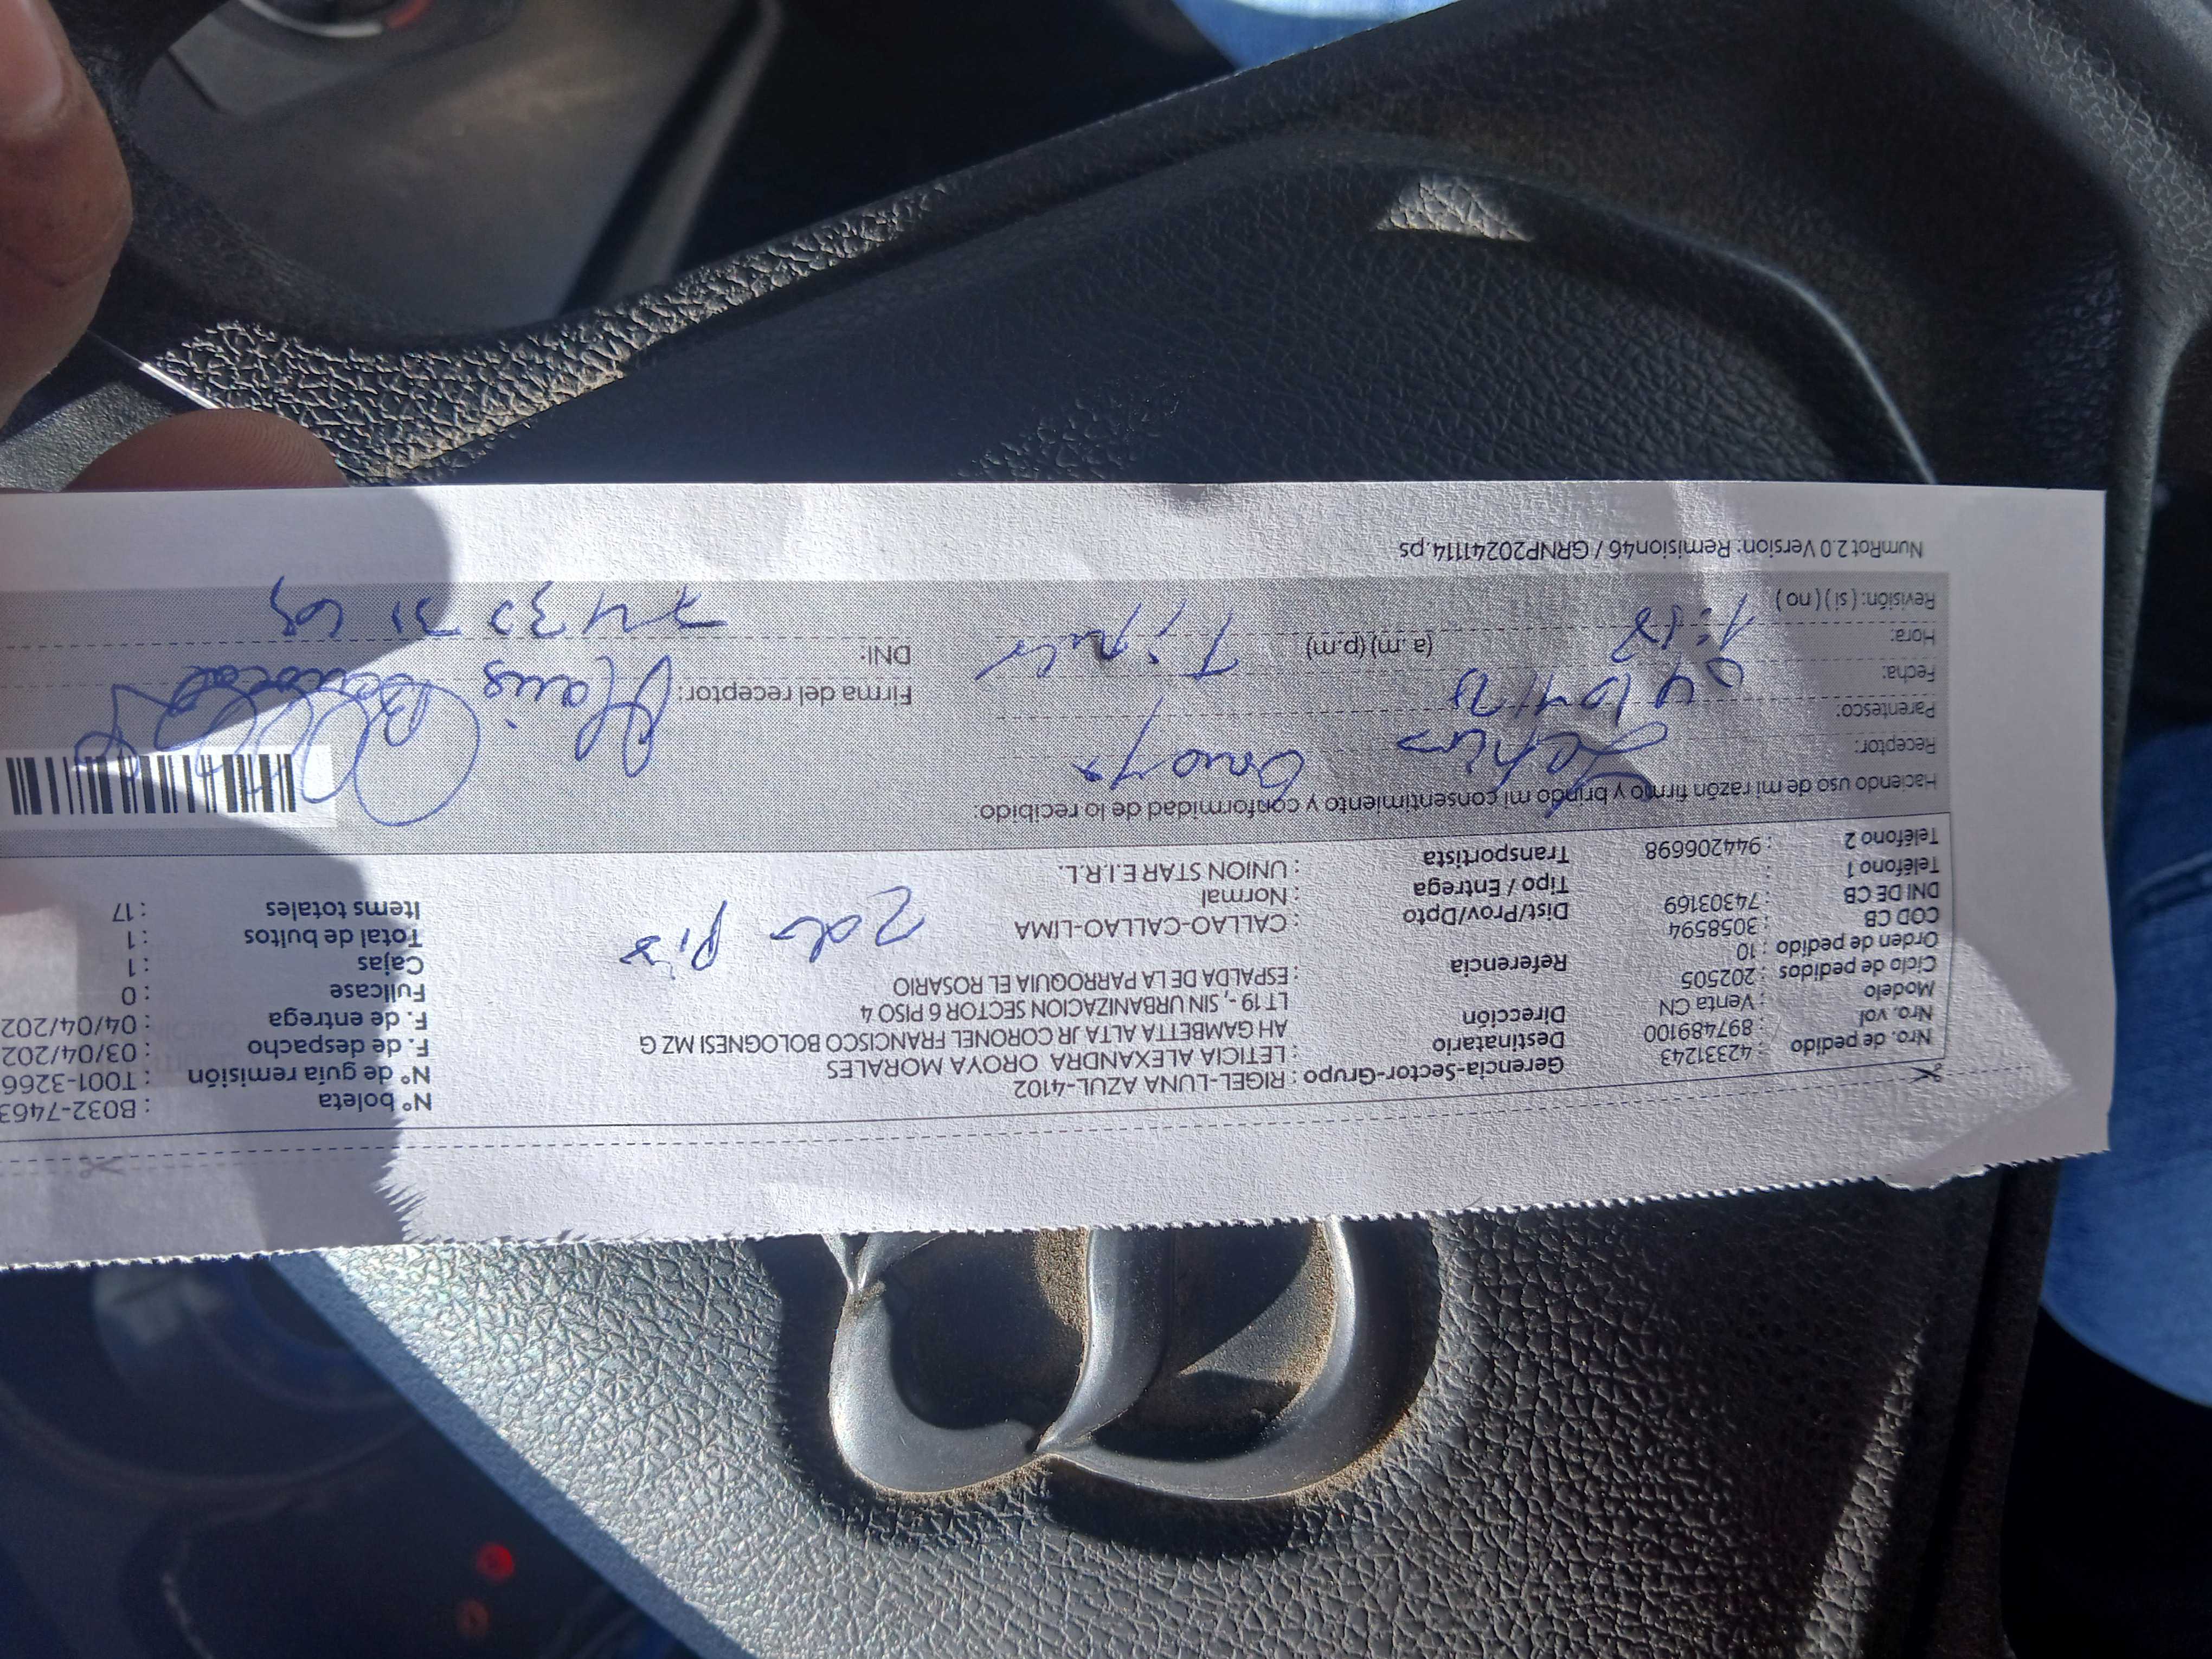 Nº boleta : B032-7463
Gerencia-Sector-Grupo : RIGEL-LUNA AZUL-4102
Nº de guía remisión : T001-3266
Nro. de pedido : 42331243
Destinatario : LETICIA ALEXANDRA OROYA MORALES
F. de despacho : 03/04/202
Nro. vol : 897489100
Dirección AH GAMBETTA ALTA JR CORONEL FRANCISCO BOLOGNESI MZ G
LT 19 -, SIN URBANIZACION SECTOR 6 PISO 4
F. de entrega : 04/04/202
Modelo : Venta CN
Fullcase : 0
Ciclo de pedidos : 202505
Referencia : ESPALDA DE LA PARROQUIA EL ROSARIO
Cajas : 1
Orden de pedido : 10
2do piso
Total de bultos : 1
COD CB : 3058594
Dist/Prov/Dpto : CALLAO-CALLAO-LIMA
Items totales : 17
DNI DE CB : 74303169
Tipo / Entrega : Normal
Teléfono 1 :
Transportista : UNION STAR E.I.R.L.
Teléfono 2 : 944206698
Haciendo uso de mi razón firmo y brindo mi consentimiento y conformidad de lo recibido.
Receptor: Oroya
Parentesco:
Firma del receptor:
Fecha: 04/04/25
DNI:
Hora: 1:18 (a.m) (p.m)
Revisión: ( si ) ( no )
NumRot 2.0 Version: Remision46 / GRNP20241114.ps